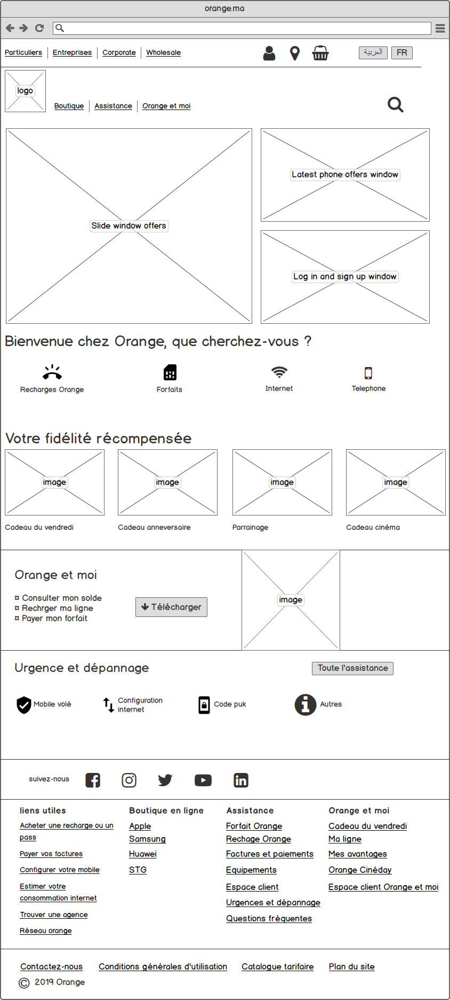 orange.ma
Particuliers Entreprises Corporate Wholesale العربية FR
logo
Boutique Assistance Orange et moi
Latest phone offers window
Slide window offers
Log in and sign up window
Bienvenue chez Orange, que cherchez-vous ?
Recharges Orange Forfaits Internet Telephone
Votre fidélité récompensée
image image image image
Cadeau du vendredi Cadeau anneversaire Parrainage Cadeau cinéma
Orange et moi
¤ Consulter mon solde
¤ Rechrger ma ligne
¤ Payer mon forfait
Télécharger
image
Urgence et dépannage
Toute l'assistance
Mobile volé
Configuration
internet
Code puk
Autres
suivez-nous
liens utiles
Acheter une recharge ou un
pass
Payer vos factures
Configurer votre mobile
Estimer votre
consommation internet
Trouver une agence
Réseau orange
Boutique en ligne
Apple
Samsung
Huawei
STG
Assistance
Forfait Orange
Rechage Orange
Factures et paiements
Equipements
Espace client
Urgences et dépannage
Questions fréquentes
Orange et moi
Cadeau du vendredi
Ma ligne
Mes avantages
Orange Cinéday
Espace client Orange et moi
Contactez-nous Conditions générales d'utilisation Catalogue tarifaire Plan du site
© 2019 Orange